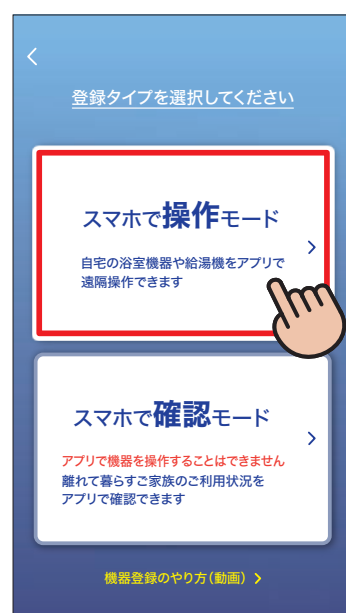 登録タイプを選択してください
スマホで操作モード
自宅の浴室機器や給湯機をアプリで
遠隔操作できます
スマホで確認モード
アプリで機器を操作することはできません
離れて暮らすご家族のご利用状況を
アプリで確認できます
機器登録のやり方（動画）